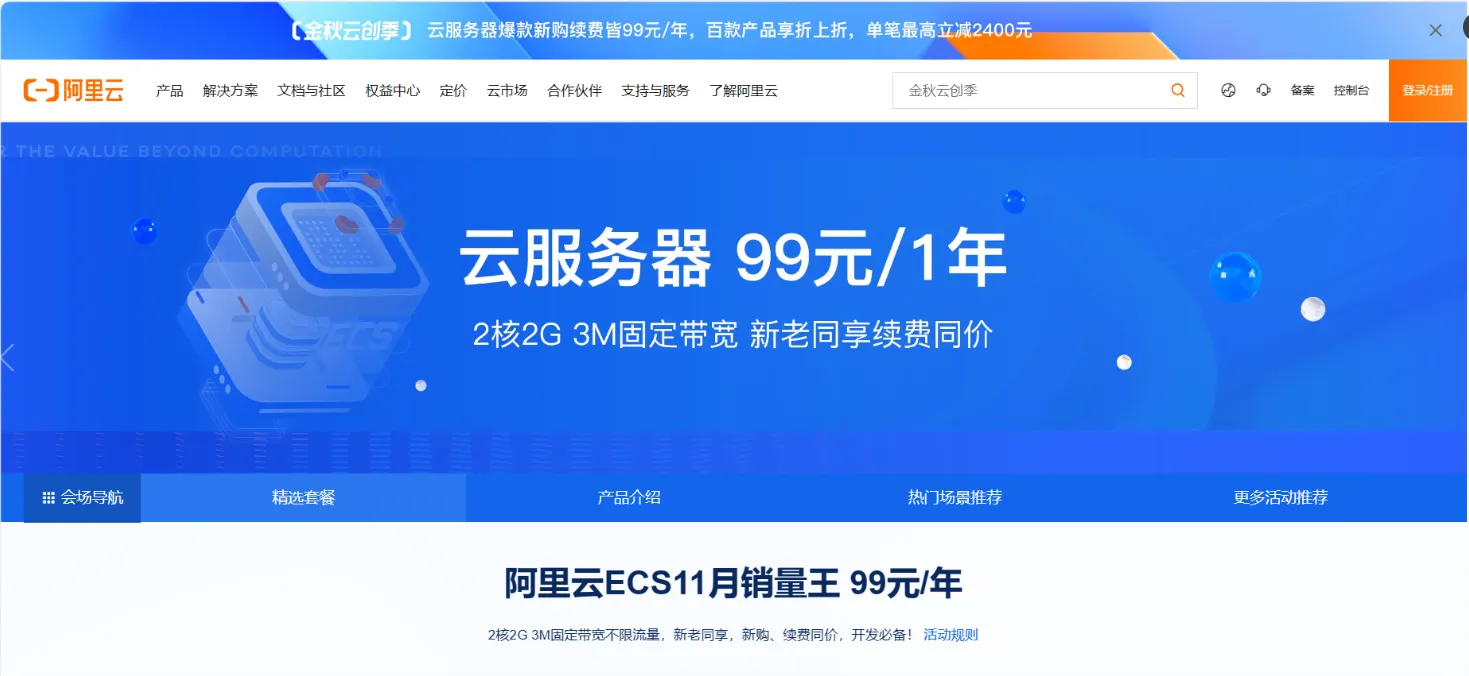 【金秋云创季】 云服务器爆款新购续费皆99元/年，百款产品享折上折，单笔最高立减2400元
阿里云 产品 解决方案 文档与社区 权益中心 定价 云市场 合作伙伴 支持与服务 了解阿里云 金秋云创季 备案 控制台 登录/注册
R THE VALUE BEYOND COMPUTATION
云服务器 99元/1年
ECS
2核2G 3M固定带宽 新老同享续费同价
会场导航 精选套餐 产品介绍 热门场景推荐 更多活动推荐
阿里云ECS11月销量王 99元/年
2核2G 3M固定带宽不限流量，新老同享，新购、续费同价，开发必备！ 活动规则